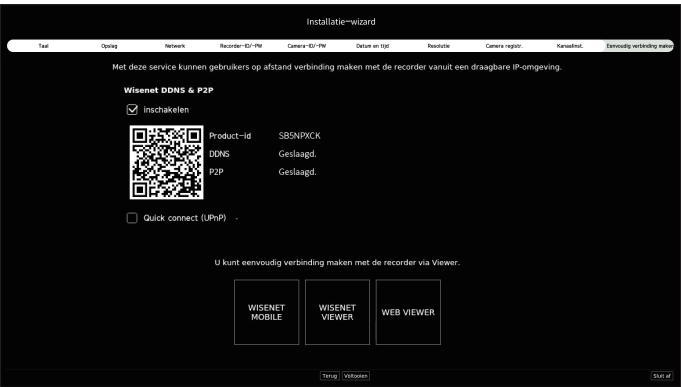 Installatie-wizard
Taal Opslag Netwerk Recorder-ID/-PW Camera-ID/-PW Datum en tijd Resolutie Camera registr. Kanaalinst. Eenvoudig verbinding maken
Met deze service kunnen gebruikers op afstand verbinding maken met de recorder vanuit een draagbare IP-omgeving.
Wisenet DDNS & P2P
inschakelen
Product-id SB5NPXCK
DDNS Geslaagd.
P2P Geslaagd.
Quick connect (UPnP) -
U kunt eenvoudig verbinding maken met de recorder via Viewer.
WISENET MOBILE
WISENET VIEWER
WEB VIEWER
Terug Voltooien Sluit af